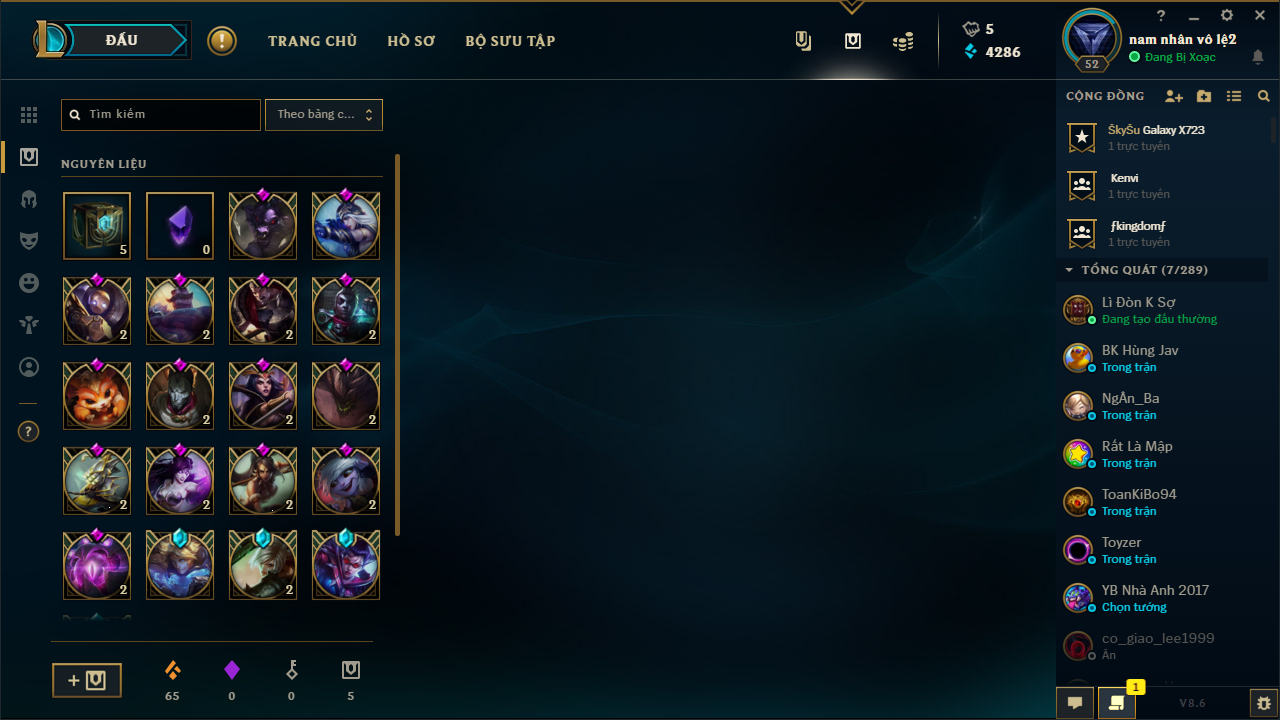 ĐẤU
TRANG CHỦ
HỒ SƠ
BỘ SƯU TẬP
5
4286
?
52
nam nhân vô lệ2
Đang Bị Xoạc
Tìm kiếm
Theo bảng c...
NGUYÊN LIỆU
5
0
2
2
2
2
2
2
2
2
2
2
2
2
2
2
?
65
0
0
5
CỘNG ĐỒNG
ŠkyŠu Galaxy X723
1 trực tuyến
Kenvi
1 trực tuyến
ƒkingdomƒ
1 trực tuyến
TỔNG QUÁT (7/289)
Lì Đòn K Sợ
Đang tạo đấu thường
BK Hùng Jav
Trong trận
NgÂn_Ba
Trong trận
Rất Là Mập
Trong trận
ToanKiBo94
Trong trận
Toyzer
Trong trận
YB Nhà Anh 2017
Chọn tướng
co_giao_lee1999
Ẩn
1
V8.6